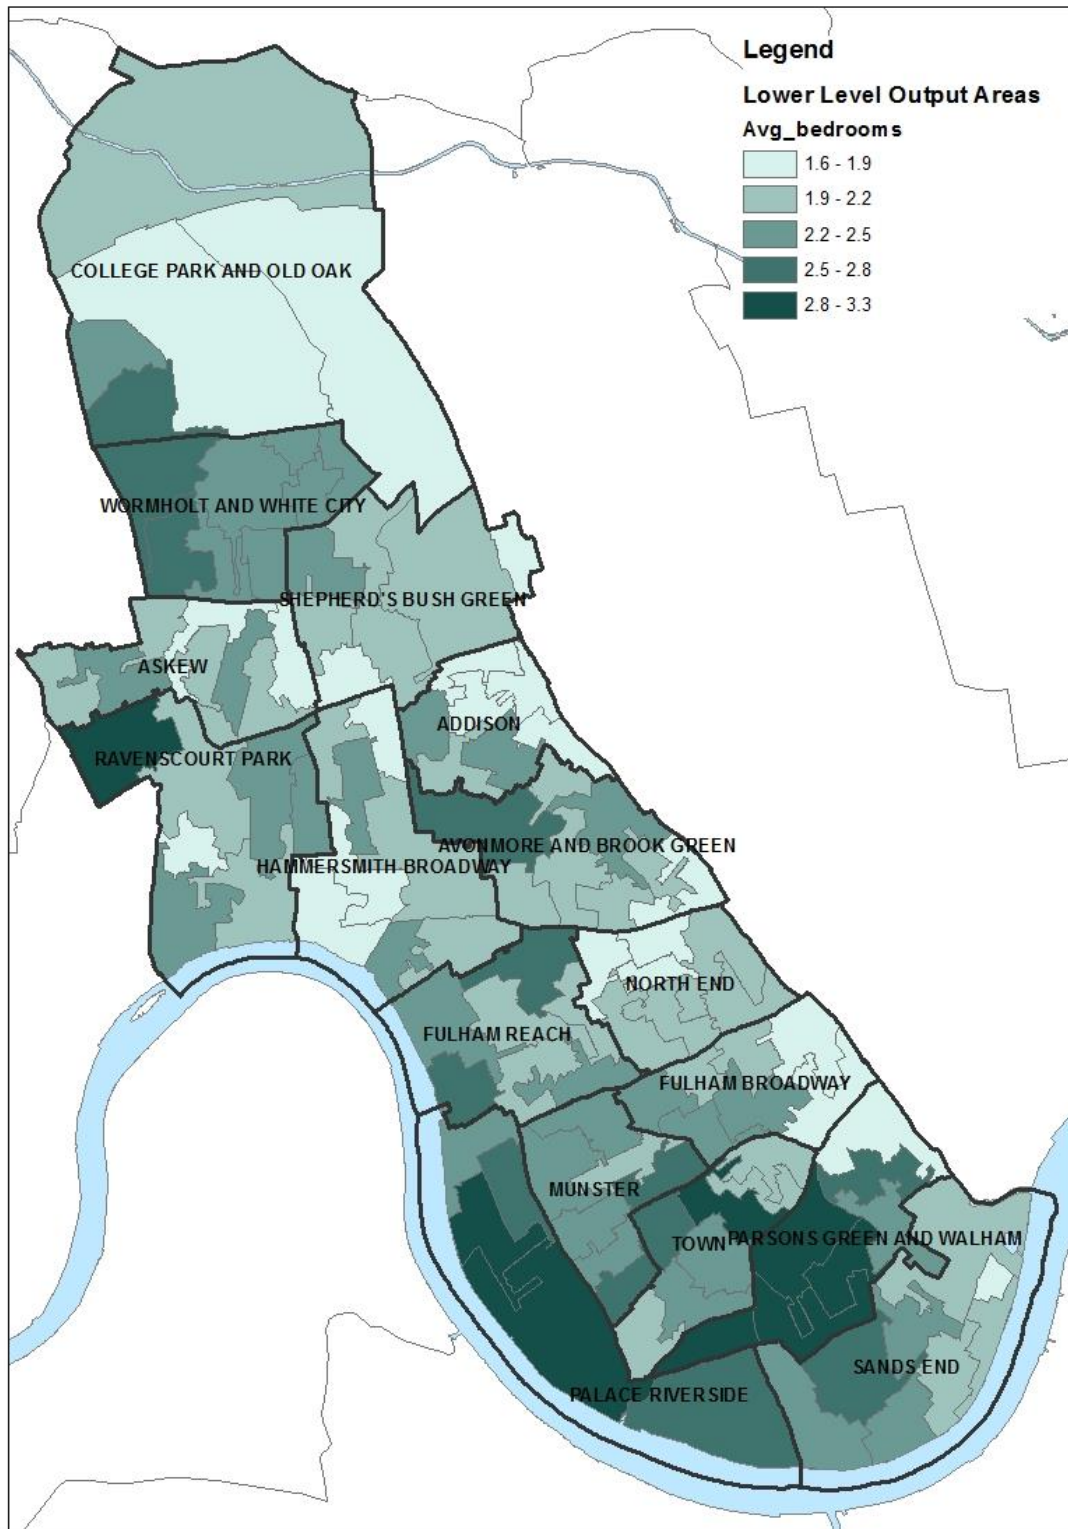 Legend
Lower Level Output Areas
Avg_bedrooms
1.6 - 1.9
1.9 - 2.2
2.2 - 2.5
2.5 - 2.8
2.8 - 3.3
COLLEGE PARK AND OLD OAK
WORMHOLT AND WHITE CITY
SHEPHERD'S BUSH GREEN
ASKEW
ADDISON
RAVENSCOURT PARK
AVONMORE AND BROOK GREEN
HAMMERSMITH BROADWAY
NORTH END
FULHAM REACH
FULHAM BROADWAY
MUNSTER
TOWN
PARSONS GREEN AND WALHAM
SANDS END
PALACE RIVERSIDE